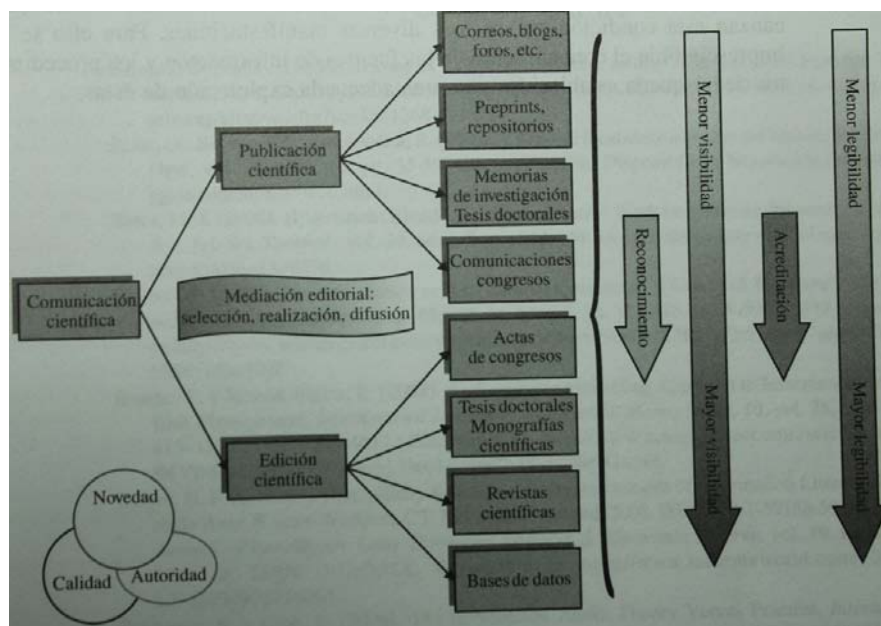 Correos, blogs,
foros, etc.
Preprints,
repositorios
Publicación
científica
Memorias
de investigación
Tesis doctorales
Comunicaciones
congresos
Comunicación
científica
Mediación editorial:
selección, realización, difusión
Actas
de congresos
Tesis doctorales
Monografías
científicas
Edición
científica
Revistas
científicas
Bases de datos
Novedad
Calidad
Autoridad
Reconocimiento
Menor visibilidad
Mayor visibilidad
Acreditación
Menor legibilidad
Mayor legibilidad